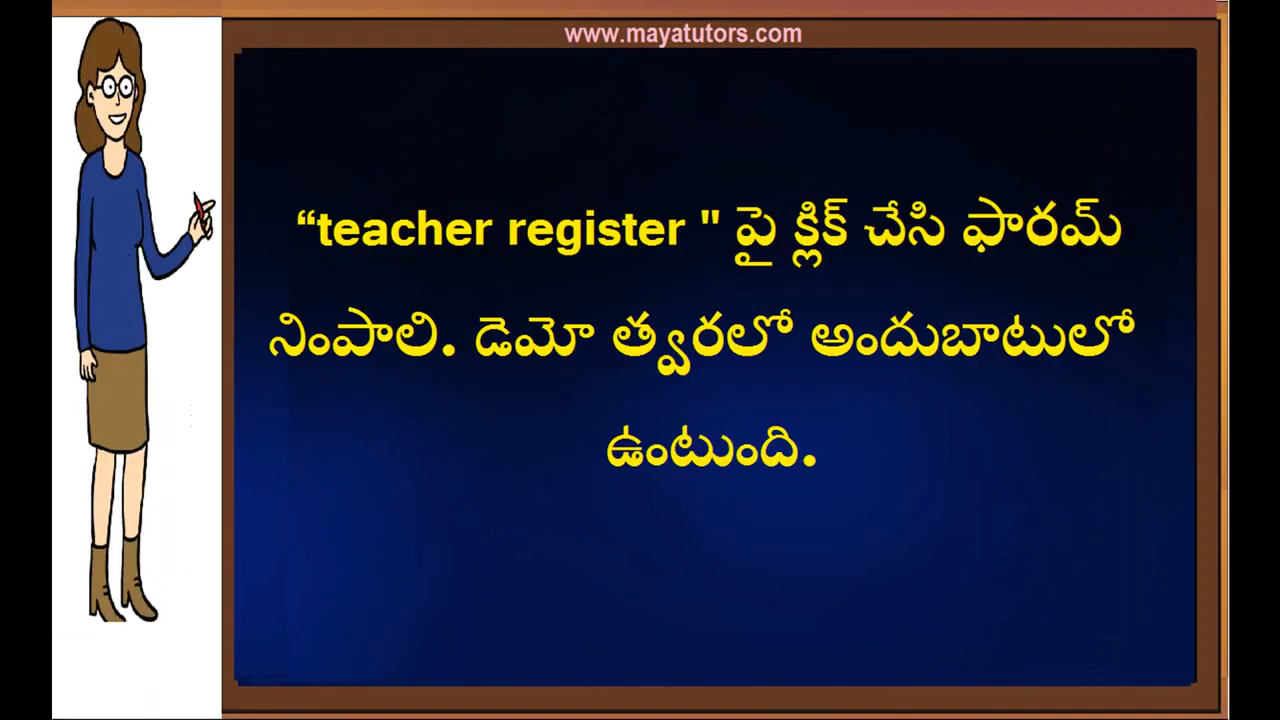 www.mayatutors.com
“teacher register " పై క్లిక్ చేసి ఫారమ్
నింపాలి. డెమో త్వరలో అందుబాటులో
ఉంటుంది.